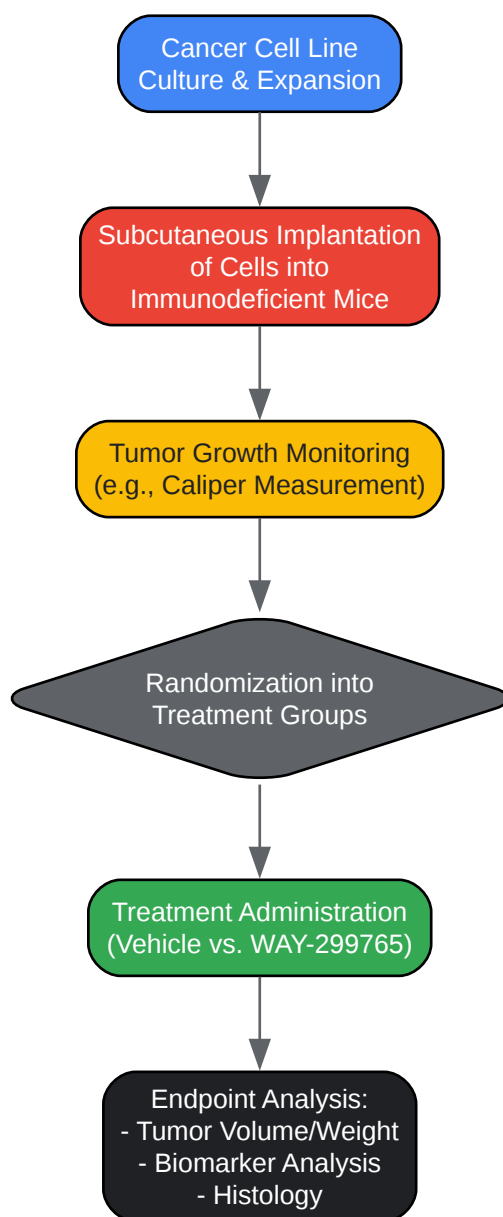 Cancer Cell Line
Culture & Expansion
Subcutaneous Implantation
of Cells into
Immunodeficient Mice
Tumor Growth Monitoring
(e.g., Caliper Measurement)
Randomization into
Treatment Groups
Treatment Administration
(Vehicle vs. WAY-299765)
Endpoint Analysis:
- Tumor Volume/Weight
- Biomarker Analysis
- Histology